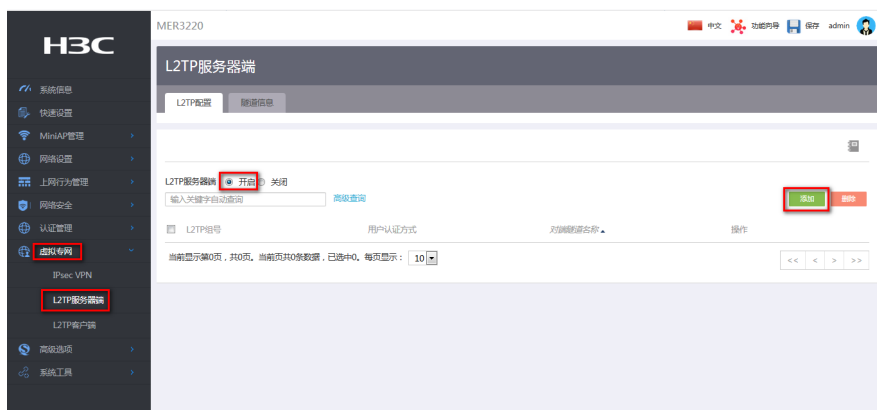 MER3220
中文 功能向导 保存 admin
H3C
L2TP服务器端
L2TP配置 隧道信息
系统信息
快速设置
MiniAP管理
网络设置
上网行为管理
网络安全
认证管理
虚拟专网
IPsec VPN
L2TP服务器端
L2TP客户端
高级选项
系统工具
L2TP服务器端 开启 关闭
输入关键字自动查询 高级查询 添加 删除
L2TP组号 用户认证方式 对端隧道名称 操作
当前显示第0页，共0页。当前页共0条数据，已选中0。每页显示： 10 << < > >>